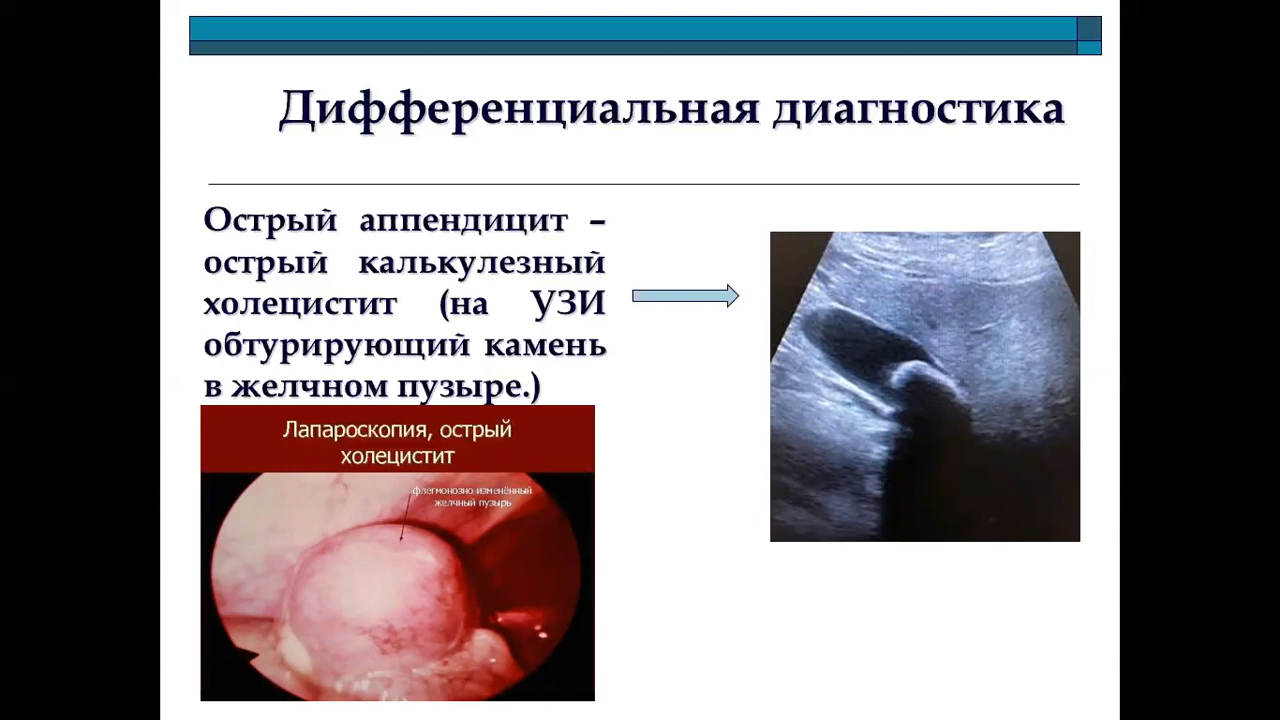 Дифференциальная диагностика
Острый аппендицит –
острый калькулезный
холецистит (на УЗИ
обтурирующий камень
в желчном пузыре.)
Лапароскопия, острый
холецистит
флегмонозно изменённый
желчный пузырь